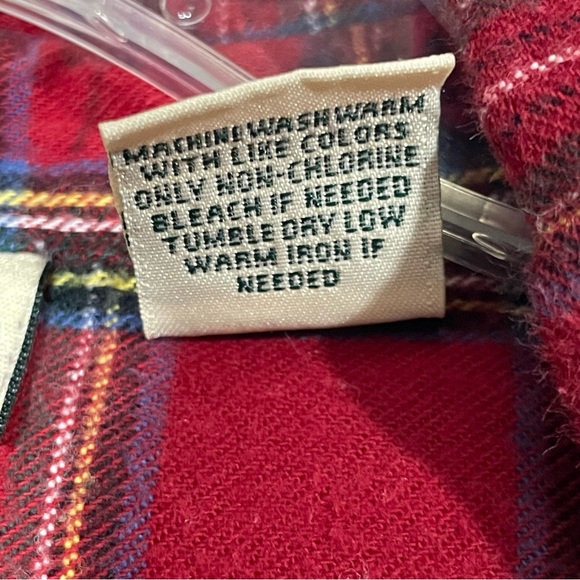 MACHINE WASH WARM
WITH LIKE COLORS
ONLY NON-CHLORINE
BLEACH IF NEEDED
TUMBLE DRY LOW
WARM IRON IF
NEEDED